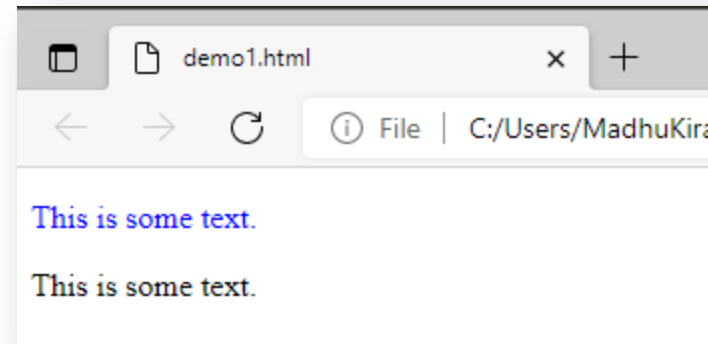 demo1.html
File | C:/Users/MadhuKira
This is some text.
This is some text.